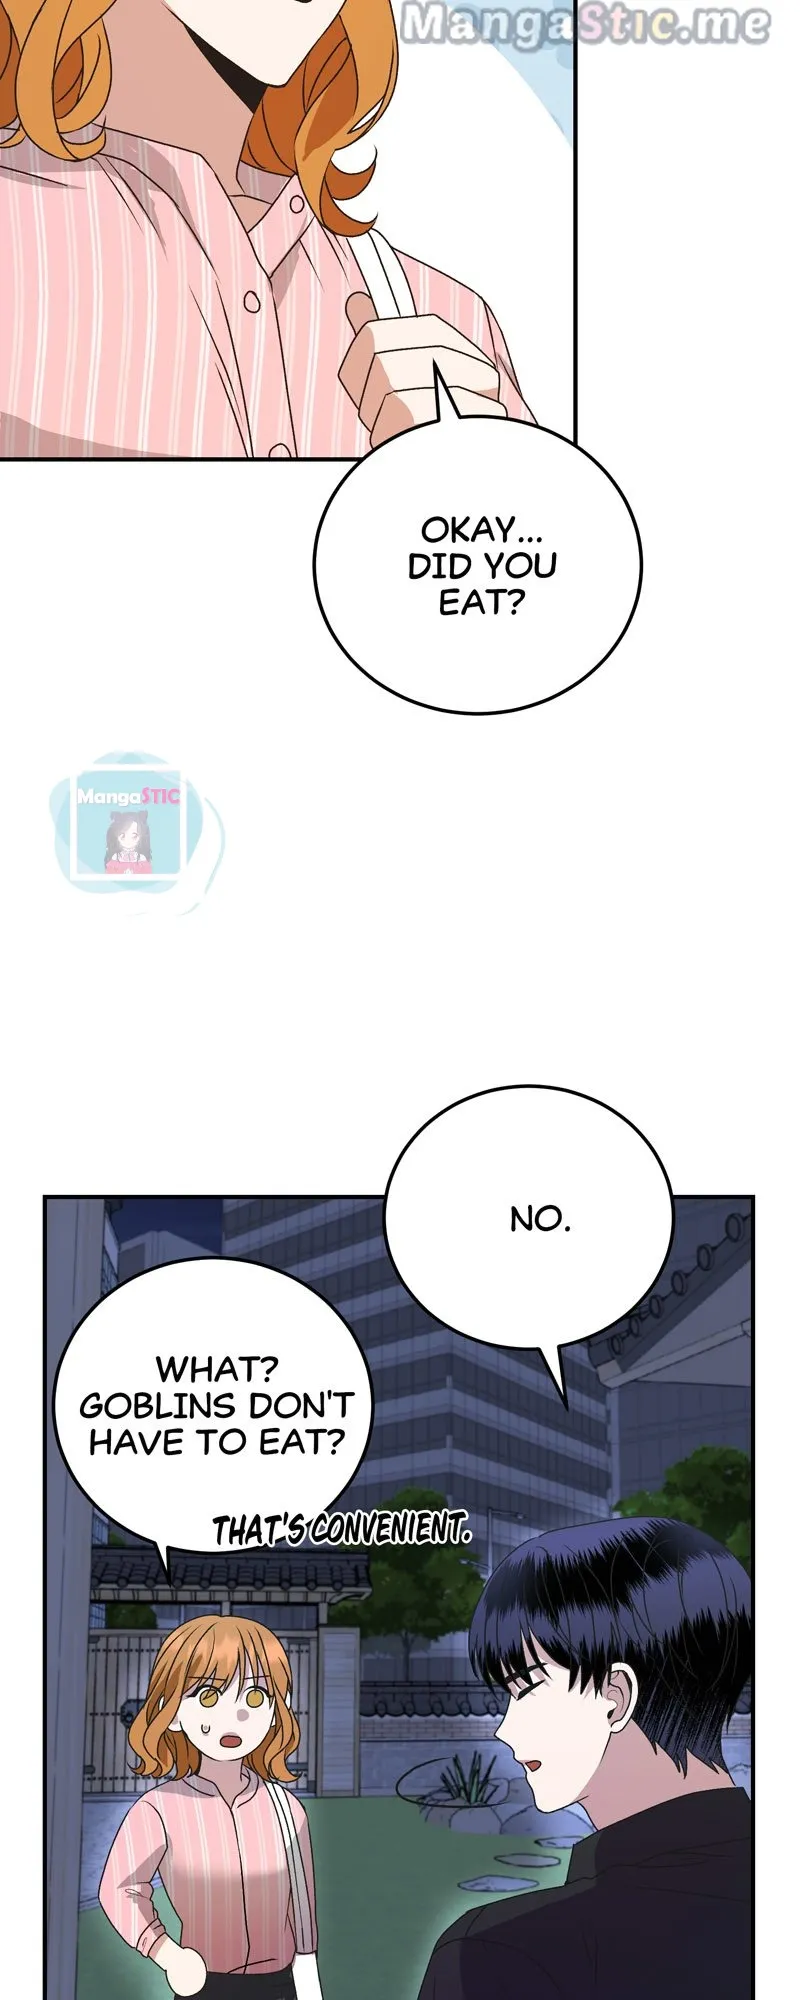 MangaStic.me
OKAY...
DID YOU
EAT?
MangaSTIC
NO.
WHAT?
GOBLINS DON'T
HAVE TO EAT?
THAT'S CONVENIENT.